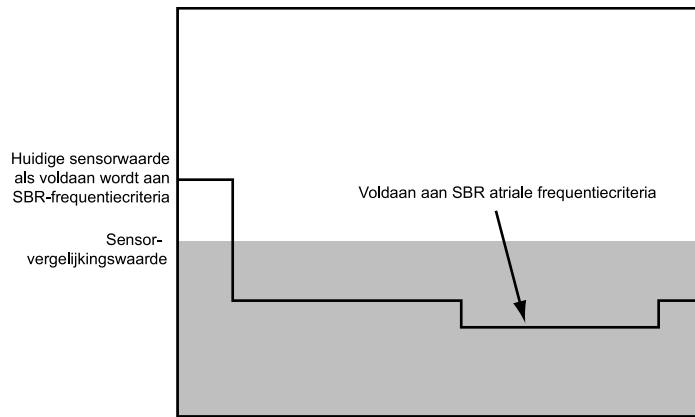 Huidige sensorwaarde
als voldaan wordt aan
SBR-frequentiecriteria
Voldaan aan SBR atriale frequentiecriteria
Sensor-
vergelijkingswaarde